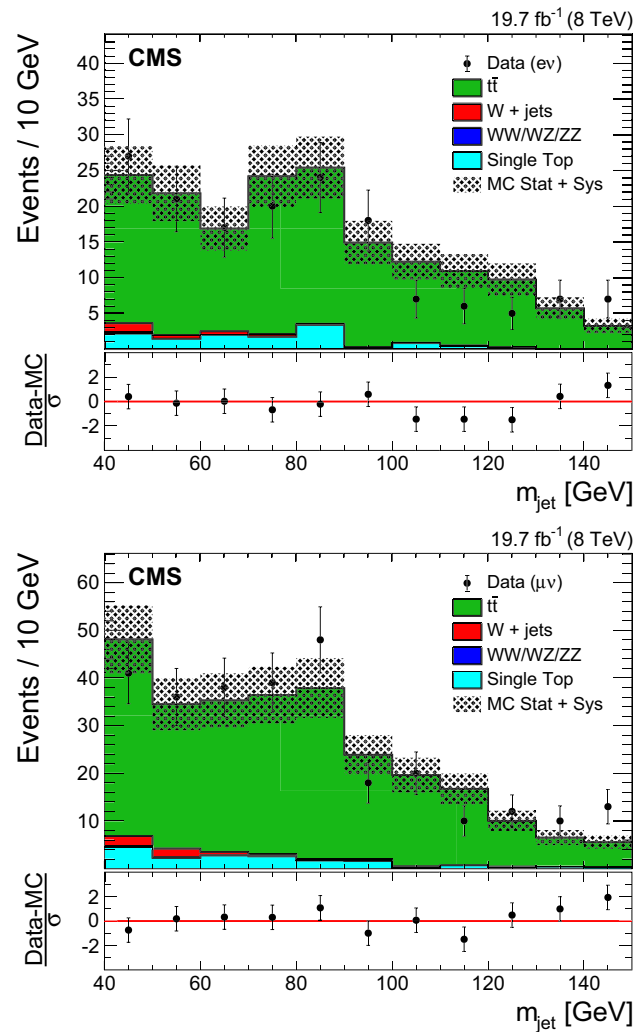 19.7 fb⁻¹ (8 TeV)
CMS
Data (eν)
tt̄
W + jets
WW/WZ/ZZ
Single Top
MC Stat + Sys
Events / 10 GeV
40
35
30
25
20
15
10
5
Data-MC
σ
2
0
-2
40 60 80 100 120 140
m_jet [GeV]
19.7 fb⁻¹ (8 TeV)
CMS
Data (μν)
tt̄
W + jets
WW/WZ/ZZ
Single Top
MC Stat + Sys
Events / 10 GeV
60
50
40
30
20
10
Data-MC
σ
2
0
-2
40 60 80 100 120 140
m_jet [GeV]